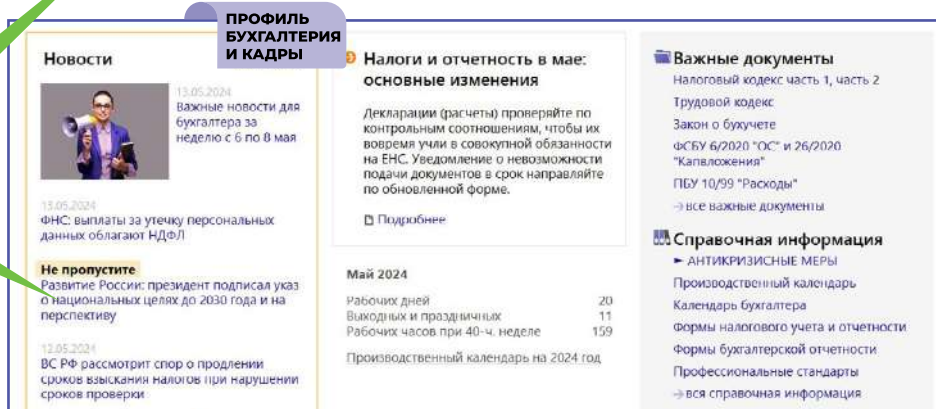 ПРОФИЛЬ
БУХГАЛТЕРИЯ
И КАДРЫ
Новости
13.05.2024
Важные новости для
бухгалтера за
неделю с 6 по 8 мая
13.05.2024
ФНС: выплаты за утечку персональных
данных облагают НДФЛ
Не пропустите
Развитие России: президент подписал указ
о национальных целях до 2030 года и на
перспективу
12.05.2024
ВС РФ рассмотрит спор о продлении
сроков взыскания налогов при нарушении
сроков проверки
Налоги и отчетность в мае:
основные изменения
Декларации (расчеты) проверяйте по
контрольным соотношениям, чтобы их
вовремя учли в совокупной обязанности
на ЕНС. Уведомление о невозможности
подачи документов в срок направляйте
по обновленной форме.
Подробнее
Май 2024
Рабочих дней 20
Выходных и праздничных 11
Рабочих часов при 40-ч. неделе 159
Производственный календарь на 2024 год
Важные документы
Налоговый кодекс часть 1, часть 2
Трудовой кодекс
Закон о бухучете
ФСБУ 6/2020 "ОС" и 26/2020
"Капвложения"
ПБУ 10/99 "Расходы"
→ все важные документы
Справочная информация
► АНТИКРИЗИСНЫЕ МЕРЫ
Производственный календарь
Календарь бухгалтера
Формы налогового учета и отчетности
Формы бухгалтерской отчетности
Профессиональные стандарты
→ вся справочная информация